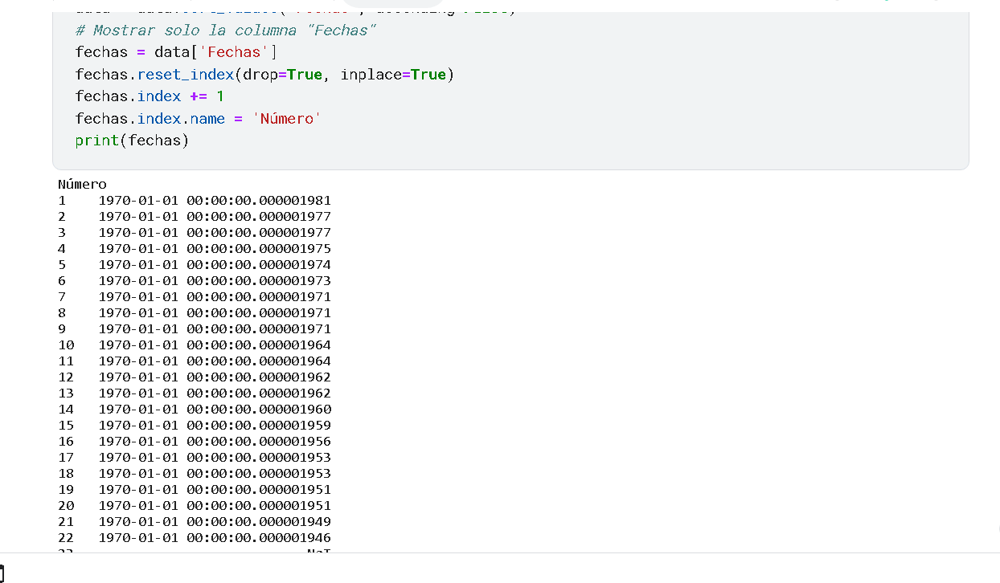 # Mostrar solo la columna "Fechas"
fechas = data['Fechas']
fechas.reset_index(drop=True, inplace=True)
fechas.index += 1
fechas.index.name = 'Número'
print(fechas)
Número
1    1970-01-01 00:00:00.000001981
2    1970-01-01 00:00:00.000001977
3    1970-01-01 00:00:00.000001977
4    1970-01-01 00:00:00.000001975
5    1970-01-01 00:00:00.000001974
6    1970-01-01 00:00:00.000001973
7    1970-01-01 00:00:00.000001971
8    1970-01-01 00:00:00.000001971
9    1970-01-01 00:00:00.000001971
10   1970-01-01 00:00:00.000001964
11   1970-01-01 00:00:00.000001964
12   1970-01-01 00:00:00.000001962
13   1970-01-01 00:00:00.000001962
14   1970-01-01 00:00:00.000001960
15   1970-01-01 00:00:00.000001959
16   1970-01-01 00:00:00.000001956
17   1970-01-01 00:00:00.000001953
18   1970-01-01 00:00:00.000001953
19   1970-01-01 00:00:00.000001951
20   1970-01-01 00:00:00.000001951
21   1970-01-01 00:00:00.000001949
22   1970-01-01 00:00:00.000001946